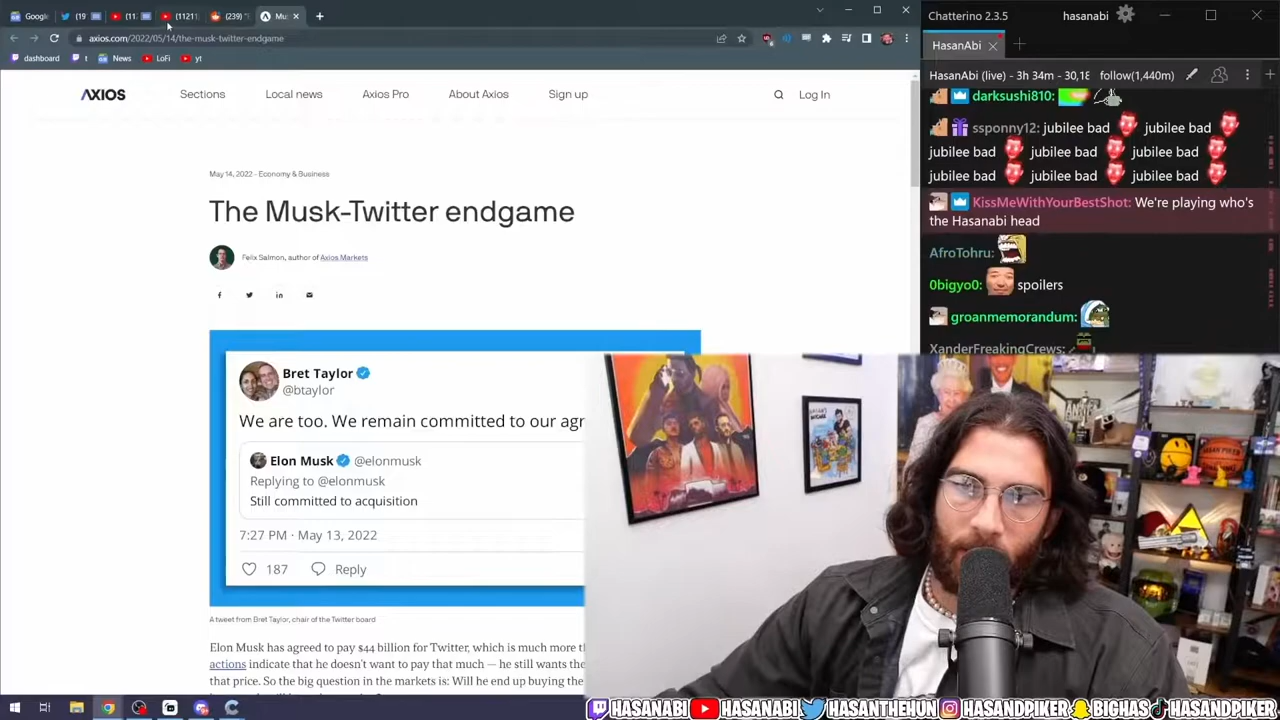 Google
(19
(11:
(1121)
(239) "
Mu:
axios.com/2022/05/14/the-musk-twitter-endgame
dashboard
t
News
LoFi
yt
AXIOS
Sections
Local news
Axios Pro
About Axios
Sign up
Log In
May 14, 2022 - Economy & Business
The Musk-Twitter endgame
Felix Salmon, author of Axios Markets
Bret Taylor
@btaylor
We are too. We remain committed to our agr
Elon Musk @elonmusk
Replying to @elonmusk
Still committed to acquisition
7:27 PM · May 13, 2022
187
Reply
A tweet from Bret Taylor, chair of the Twitter board
Elon Musk has agreed to pay $44 billion for Twitter, which is much more t
actions indicate that he doesn't want to pay that much — he still wants the
that price. So the big question in the markets is: Will he end up buying the
Chatterino 2.3.5
hasanabi
HasanAbi
HasanAbi (live) - 3h 34m - 30,18
follow(1,440m)
darksushi810:
ssponny12: jubilee bad jubilee bad
jubilee bad jubilee bad jubilee bad
jubilee bad jubilee bad jubilee bad
KissMeWithYourBestShot: We're playing who's
the Hasanabi head
AfroTohru:
0bigyo0: spoilers
groanmemorandum:
XanderFreakingCrews:
HASANABI
HASANABI
HASANTHEHUN
HASANDPIKER
BIGHAS
HASANDPIKER